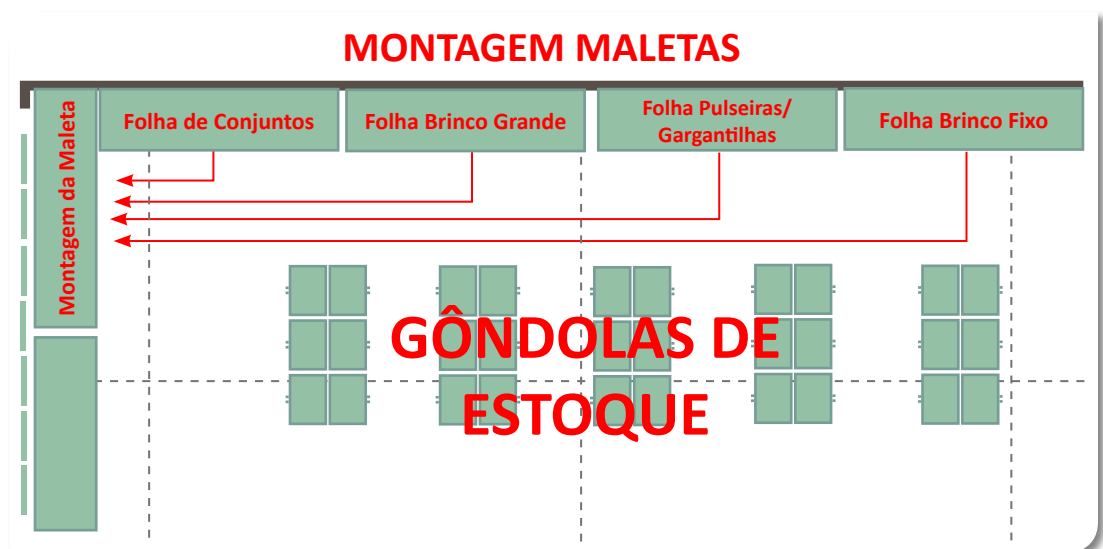 MONTAGEM MALETAS
Montagem da Maleta
Folha de Conjuntos
Folha Brinco Grande
Folha Pulseiras/
Gargantilhas
Folha Brinco Fixo
GÔNDOLAS DE
ESTOQUE